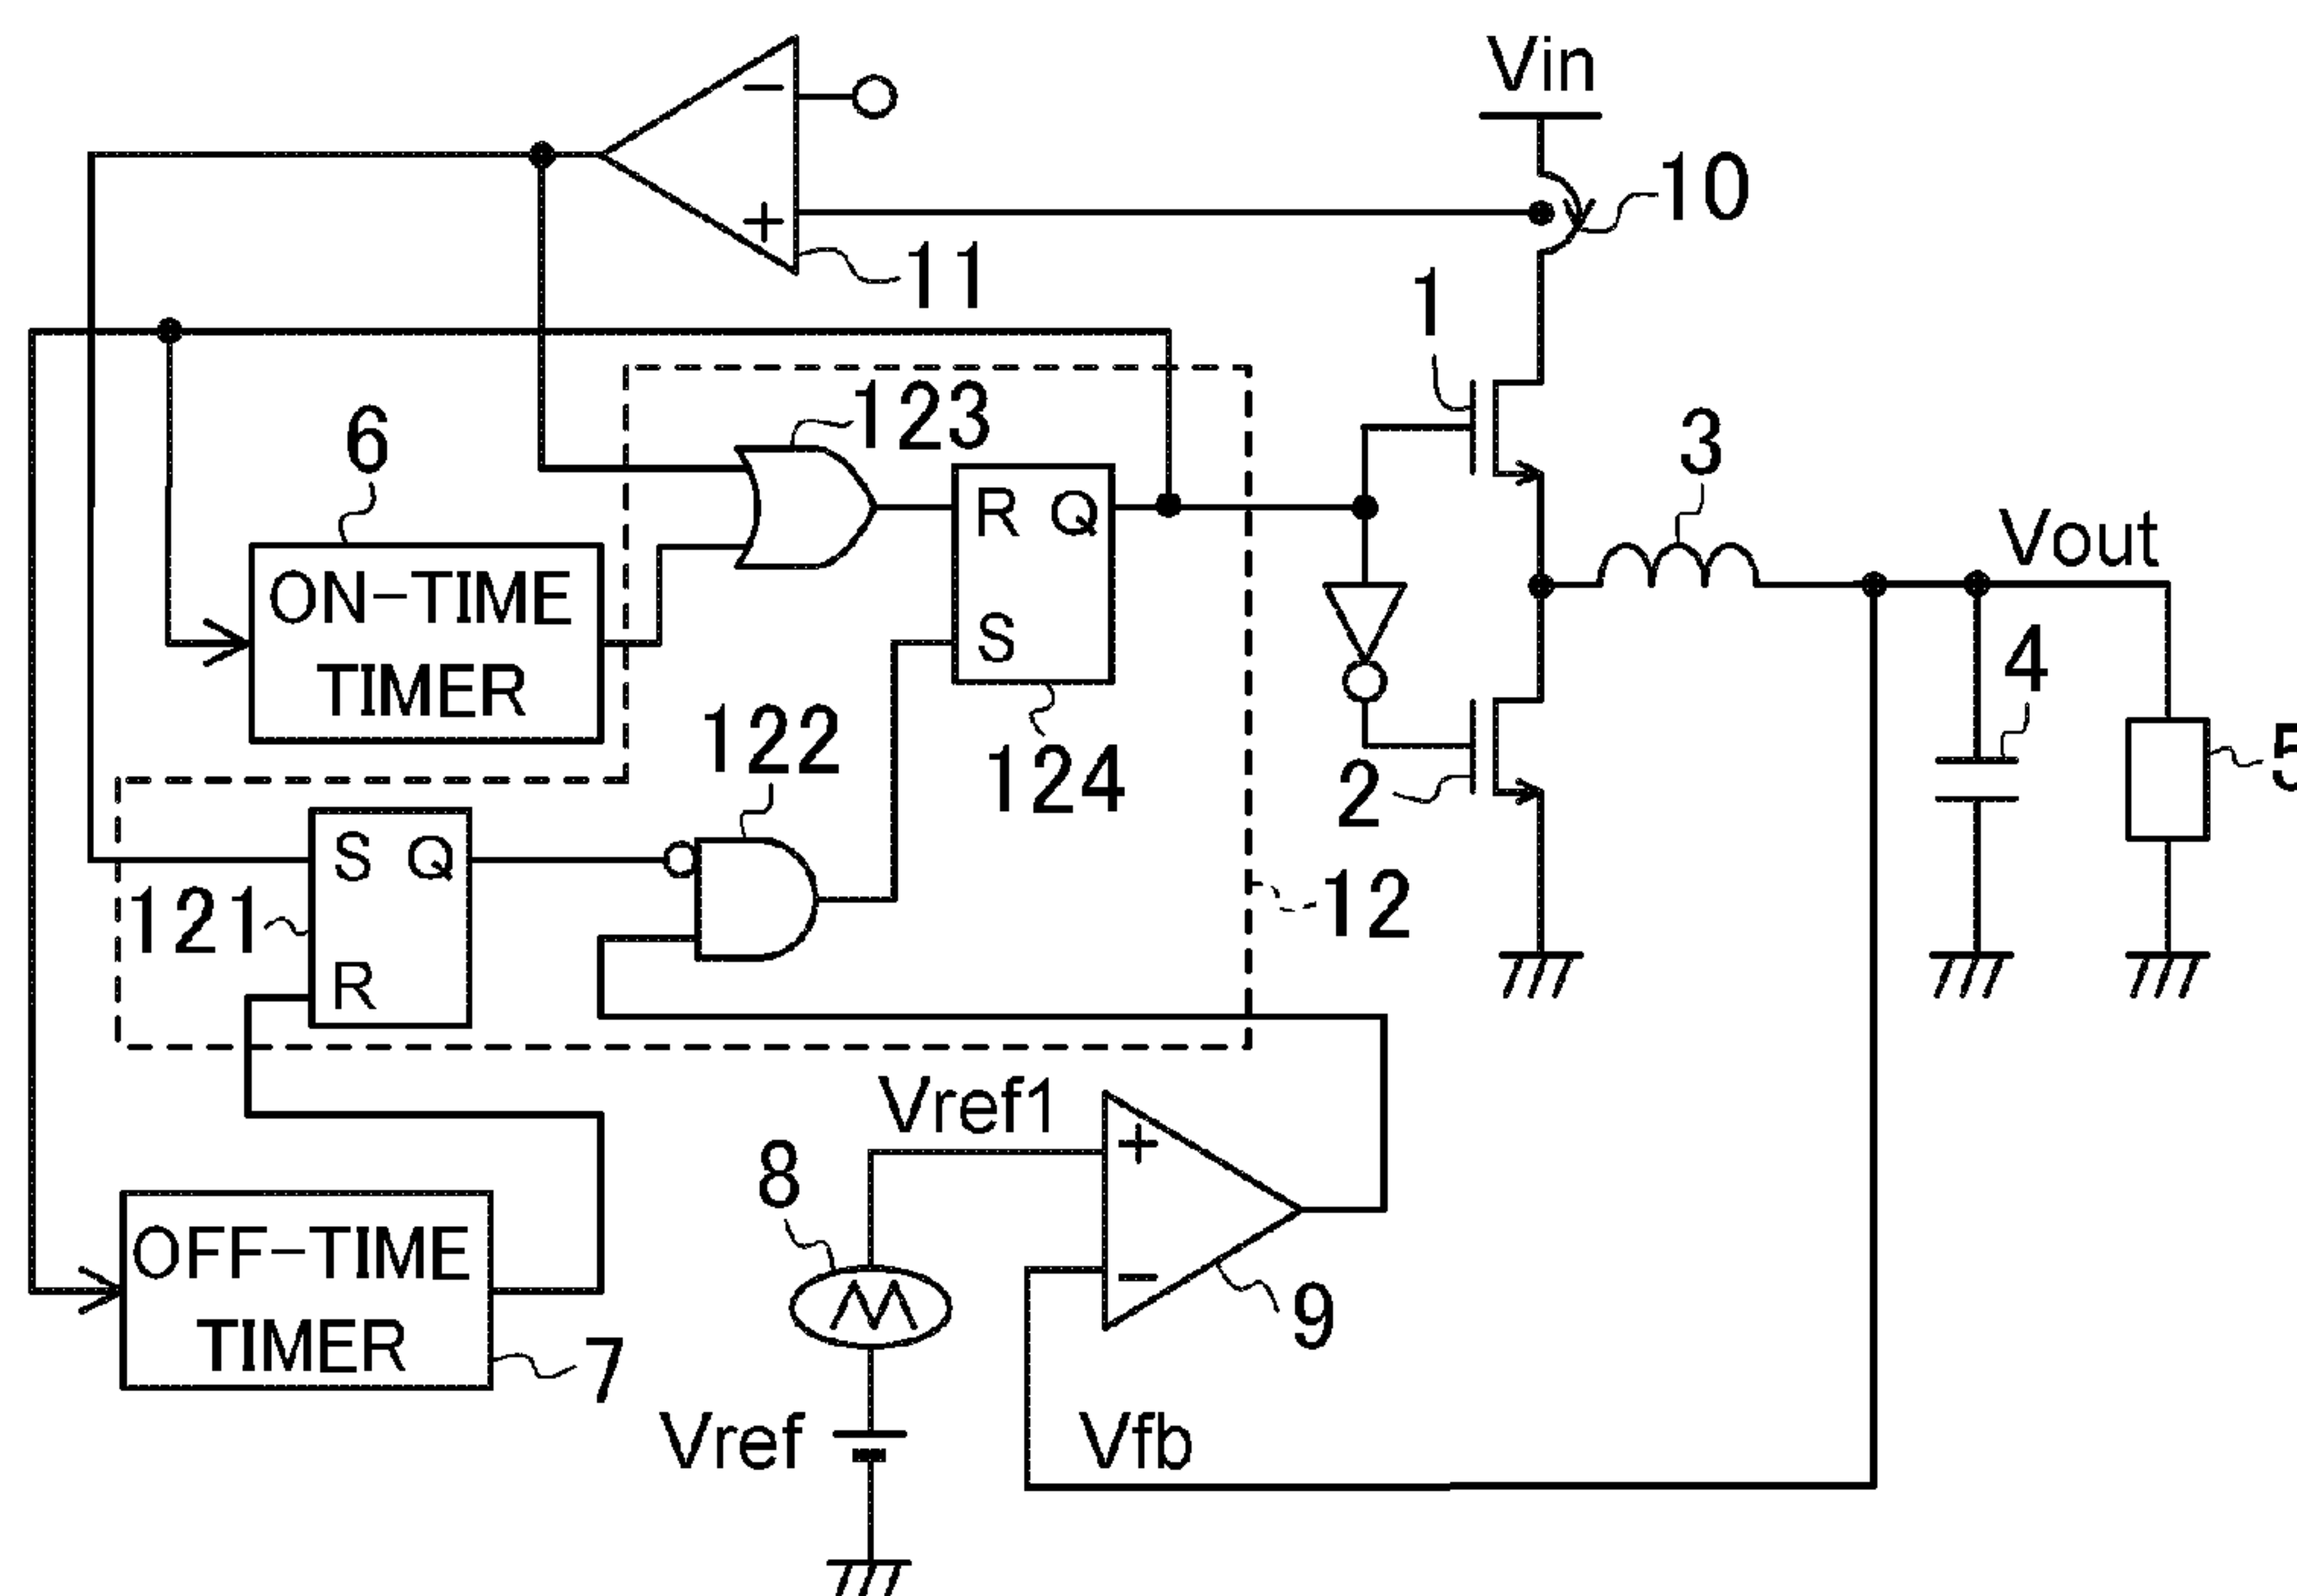 Vin
−
10
+
11
1
123
6
3
R Q
Vout
ON-TIME
TIMER
S
4
122
124
5
2
S Q
121
12
R
Vref1
+
8
OFF-TIME
TIMER
−
9
7
Vref
Vfb